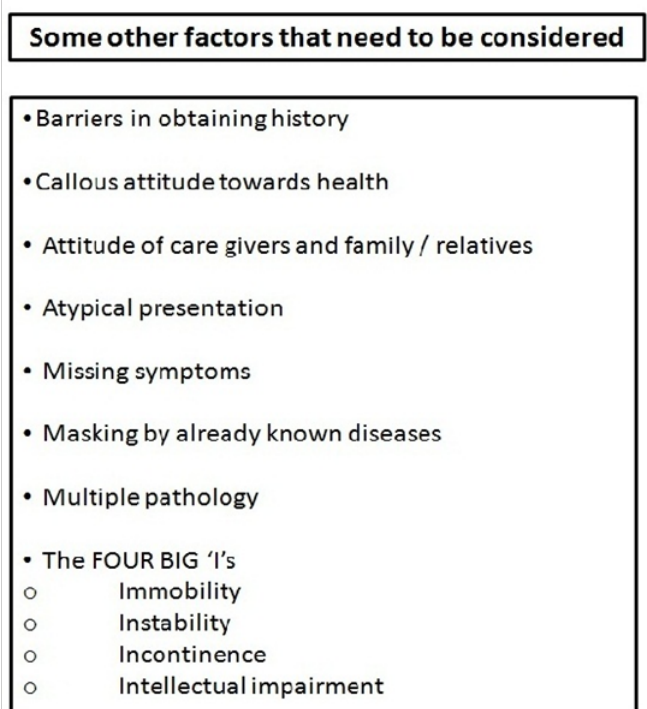 Some other factors that need to be considered
• Barriers in obtaining history
• Callous attitude towards health
• Attitude of care givers and family / relatives
• Atypical presentation
• Missing symptoms
• Masking by already known diseases
• Multiple pathology
• The FOUR BIG ‘I’s
o Immobility
o Instability
o Incontinence
o Intellectual impairment